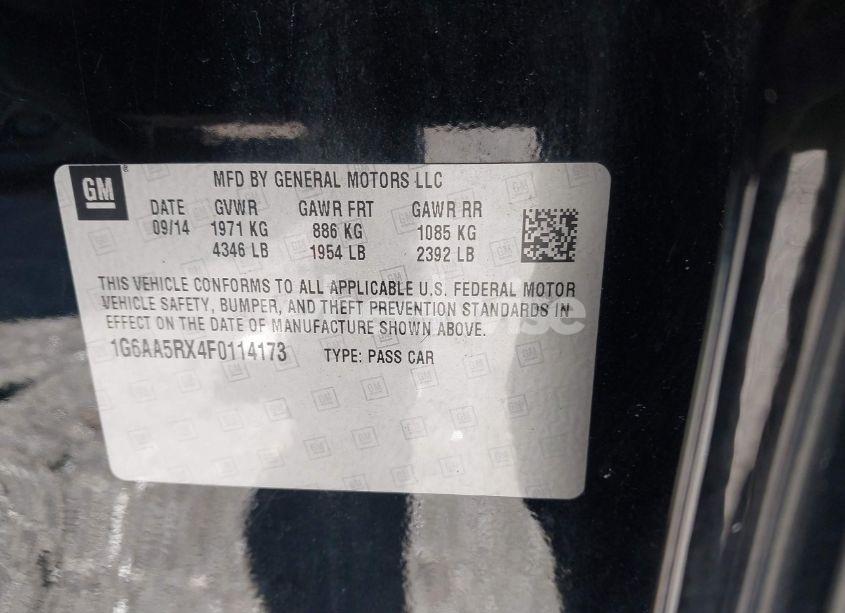 GM
MFD BY GENERAL MOTORS LLC
DATE GVWR GAWR FRT GAWR RR
09/14 1971 KG 886 KG 1085 KG
4346 LB 1954 LB 2392 LB
THIS VEHICLE CONFORMS TO ALL APPLICABLE U.S. FEDERAL MOTOR
VEHICLE SAFETY, BUMPER, AND THEFT PREVENTION STANDARDS IN
EFFECT ON THE DATE OF MANUFACTURE SHOWN ABOVE.
1G6AA5RX4F0114173 TYPE: PASS CAR